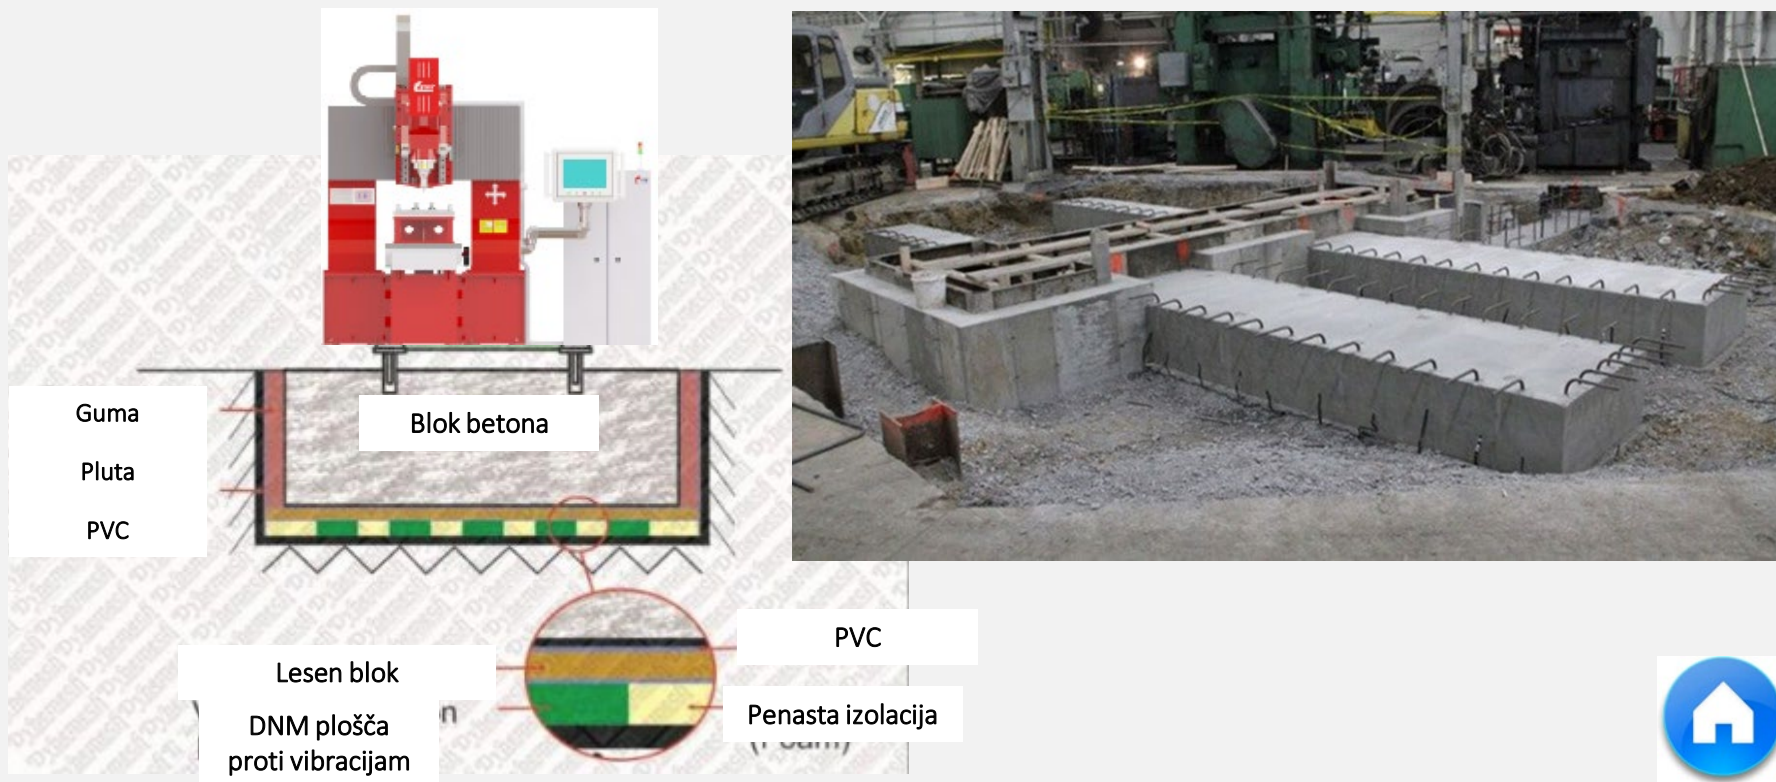 Guma
Pluta
PVC
Blok betona
PVC
Lesen blok
Penasta izolacija
DNM plošča
proti vibracijam